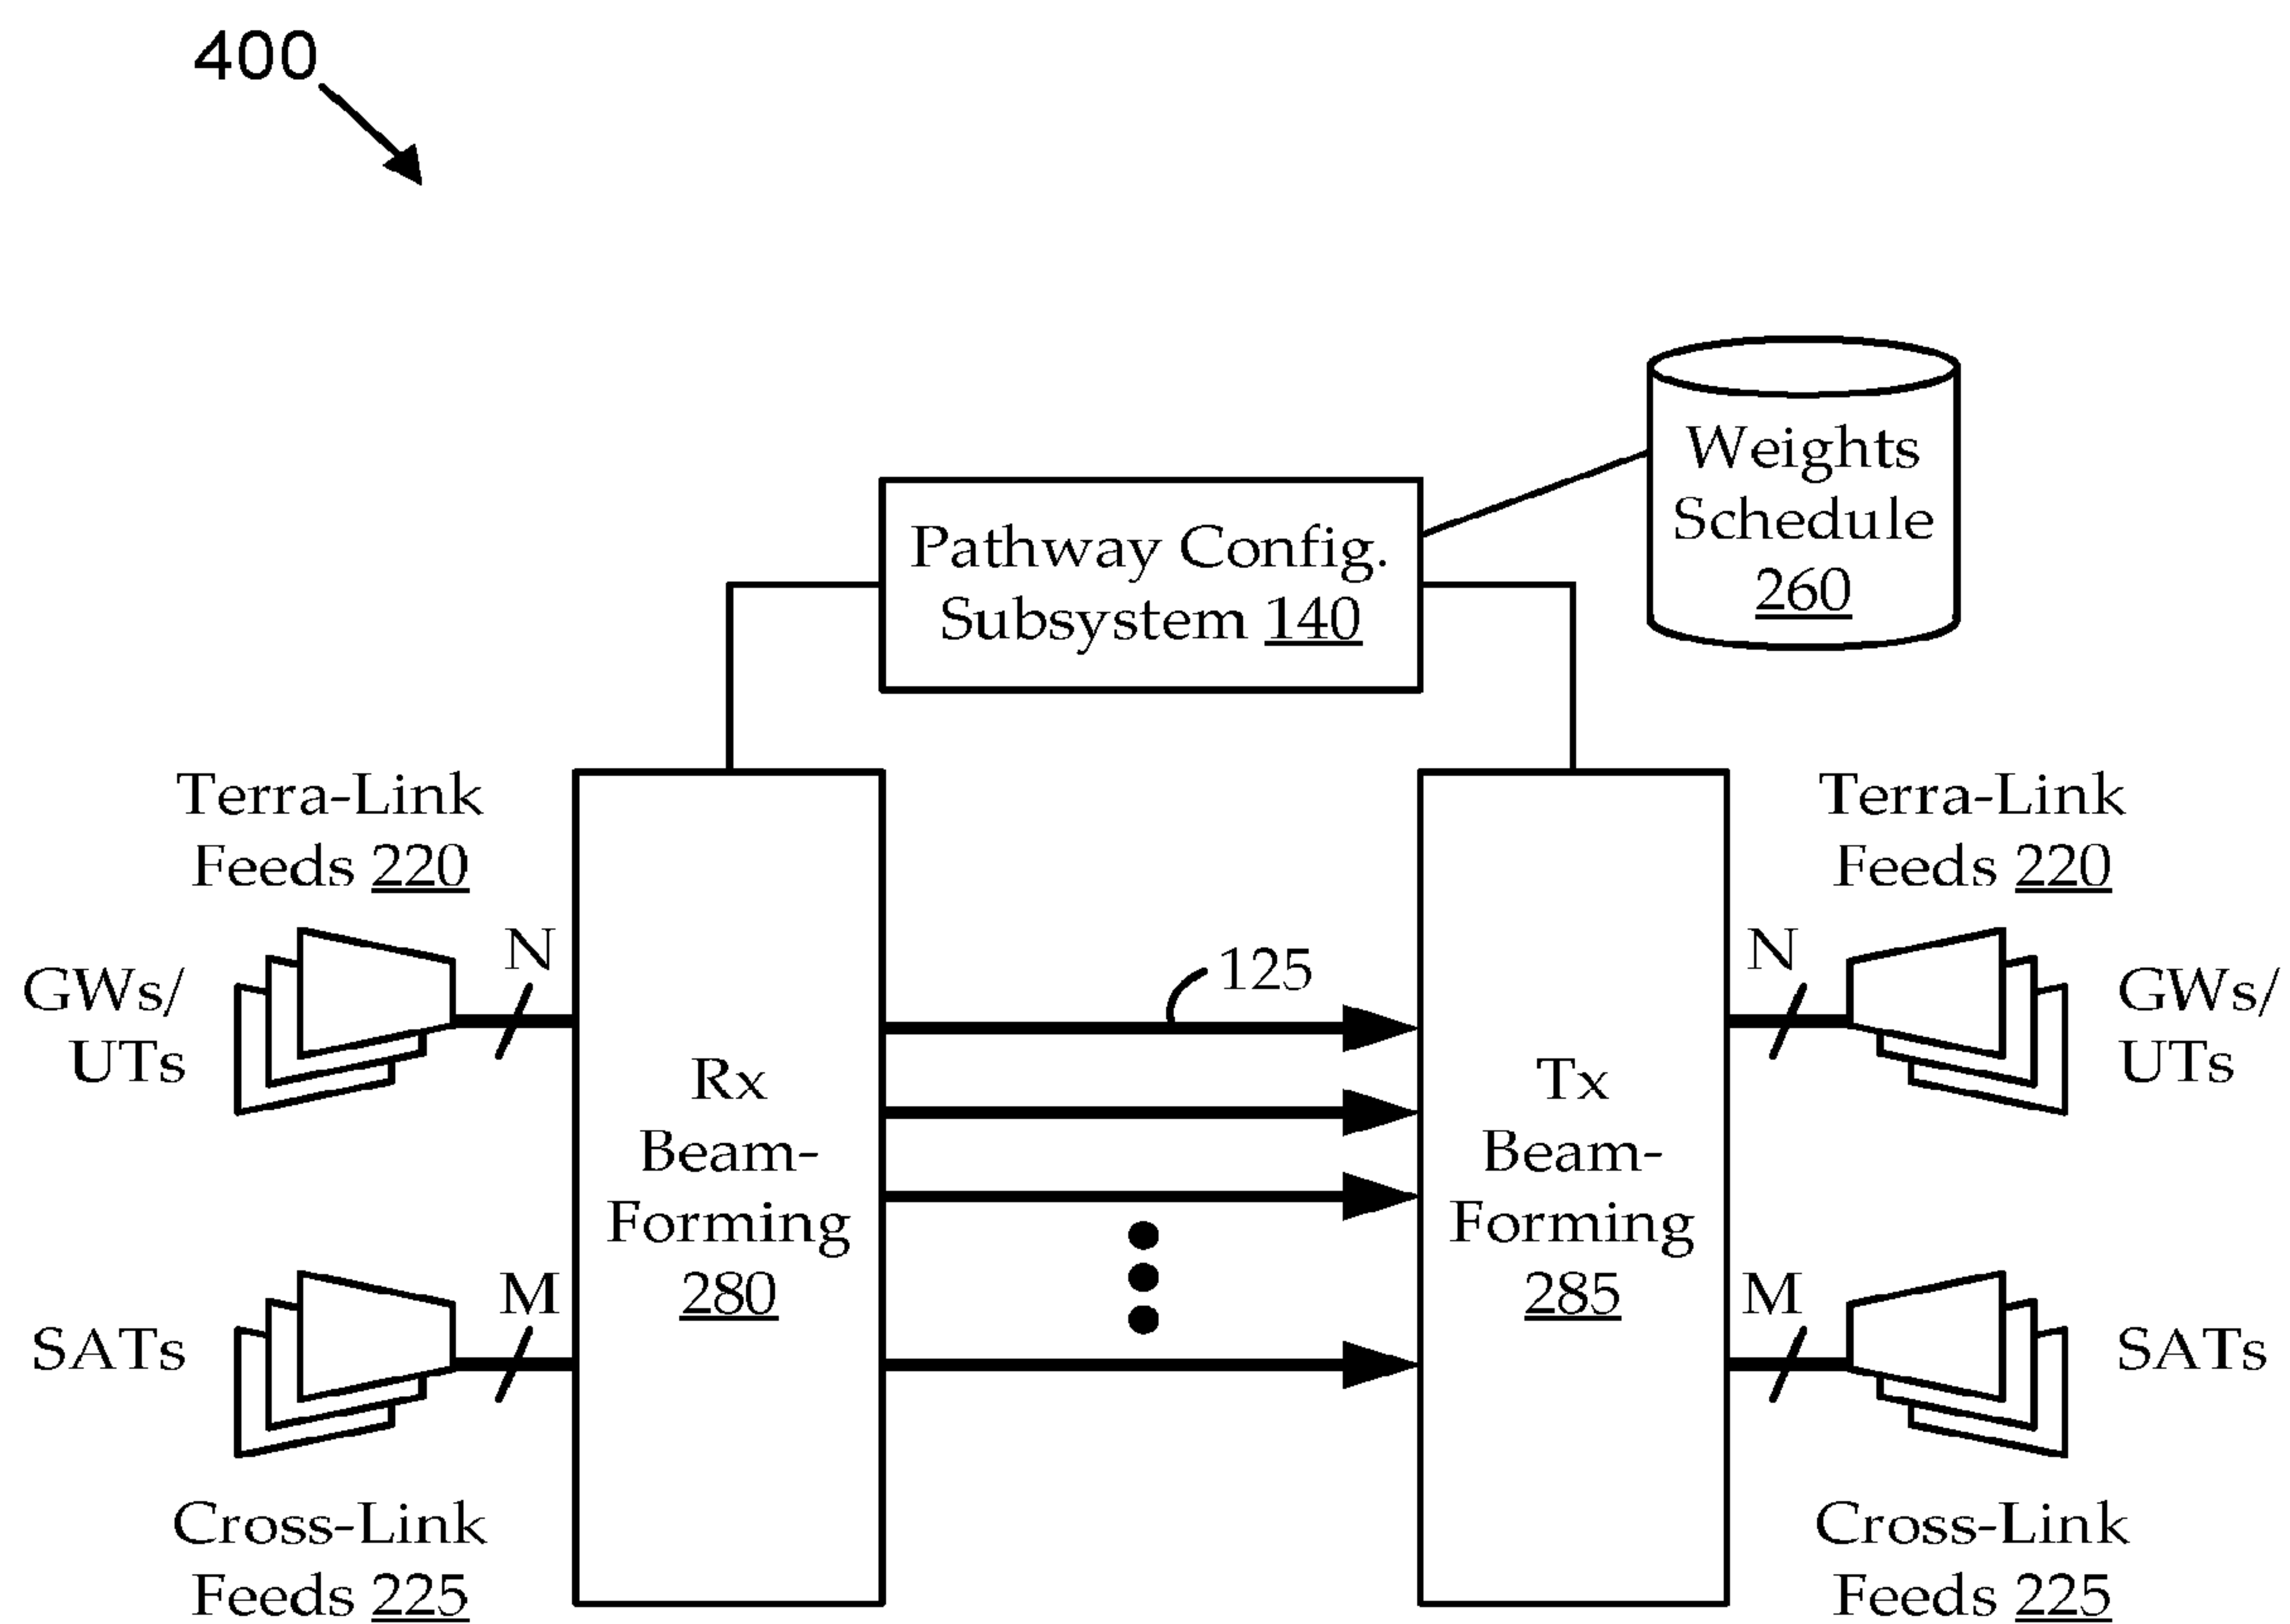 400
Weights
Schedule
260
Pathway Config.
Subsystem 140
Terra-Link
Feeds 220
Terra-Link
Feeds 220
GWs/
UTs
N
125
N
GWs/
UTs
Rx
Beam-
Forming
280
Tx
Beam-
Forming
285
SATs
M
M
SATs
Cross-Link
Feeds 225
Cross-Link
Feeds 225